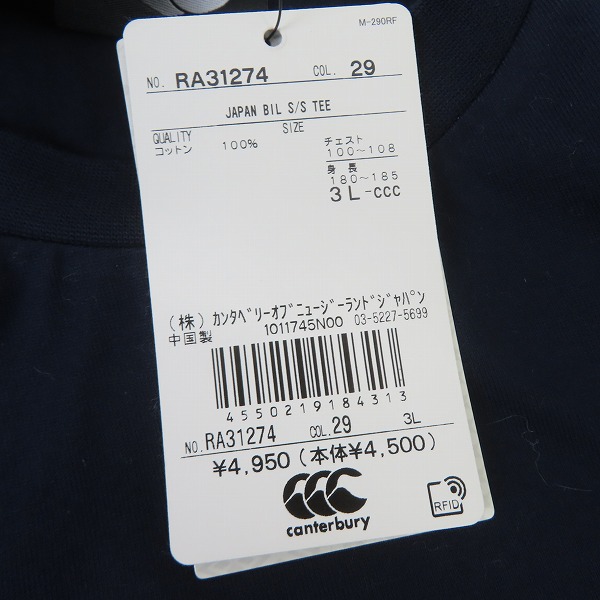 M-290RF
NO. RA31274 COL. 29
JAPAN BIL S/S TEE
QUALITY SIZE
コットン 100% チェスト
100～108
身長
180～185
3L-CCC
(株)カンタベリーオブニュージーランドジャパン
中国製 1011745N00 03-5227-5699
4550219184313
NO. RA31274 COL. 29 3L
¥4,950(本体¥4,500)
canterbury
RFID